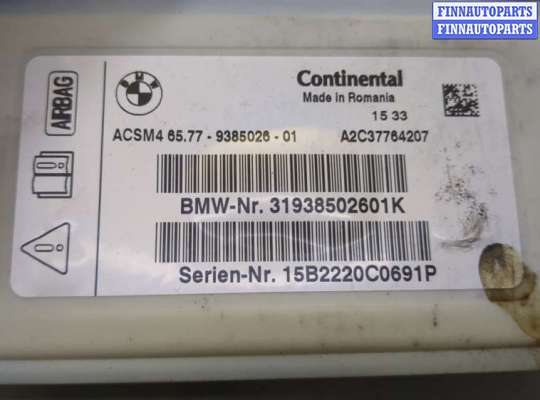 FINNAUTOPARTS
FINNAUTOPARTS
AIRBAG
BMW
Continental
Made in Romania
15 33
ACSM4 65.77 - 9385026 - 01 A2C37764207
BMW-Nr. 31938502601K
Serien-Nr. 15B2220C0691P